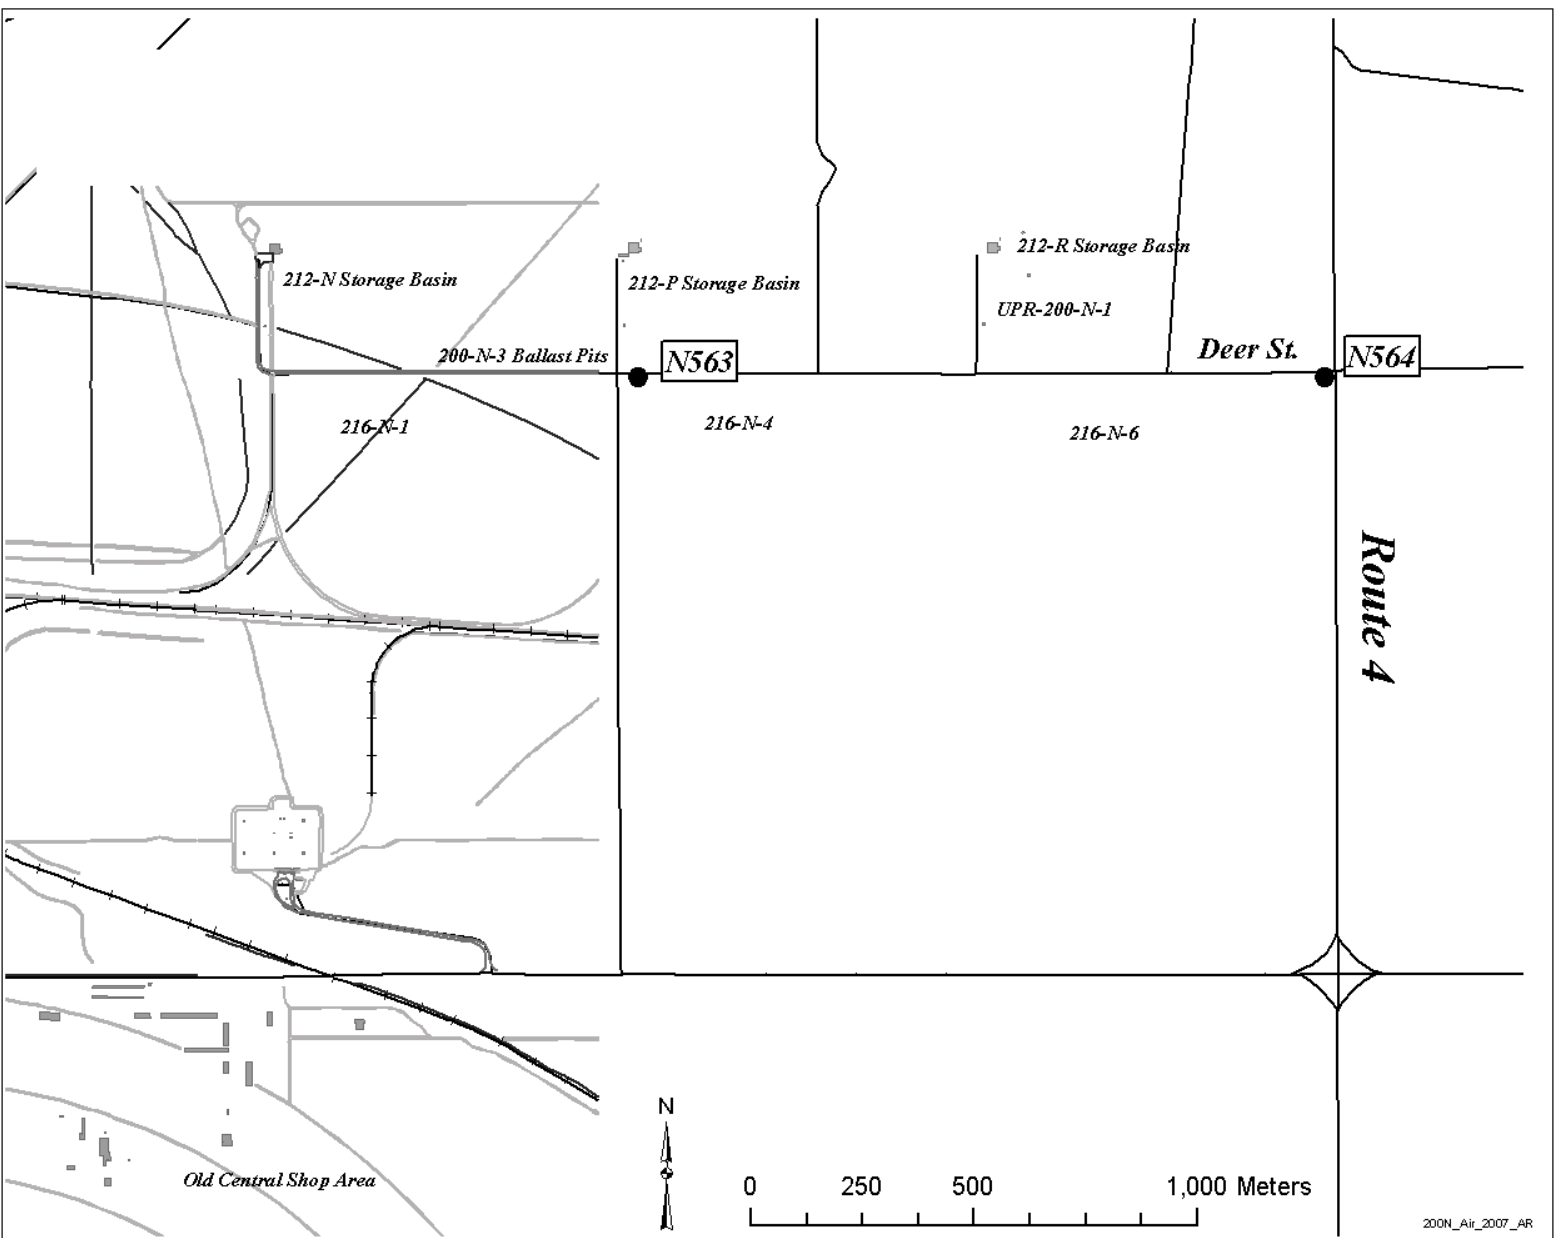 212-R Storage Basin
212-N Storage Basin
212-P Storage Basin
UPR-200-N-1
200-N-3 Ballast Pits
N563
Deer St.
N564
216-N-1
216-N-4
216-N-6
Route 4
N
Old Central Shop Area
0 250 500 1,000 Meters
200N_Air_2007_AR